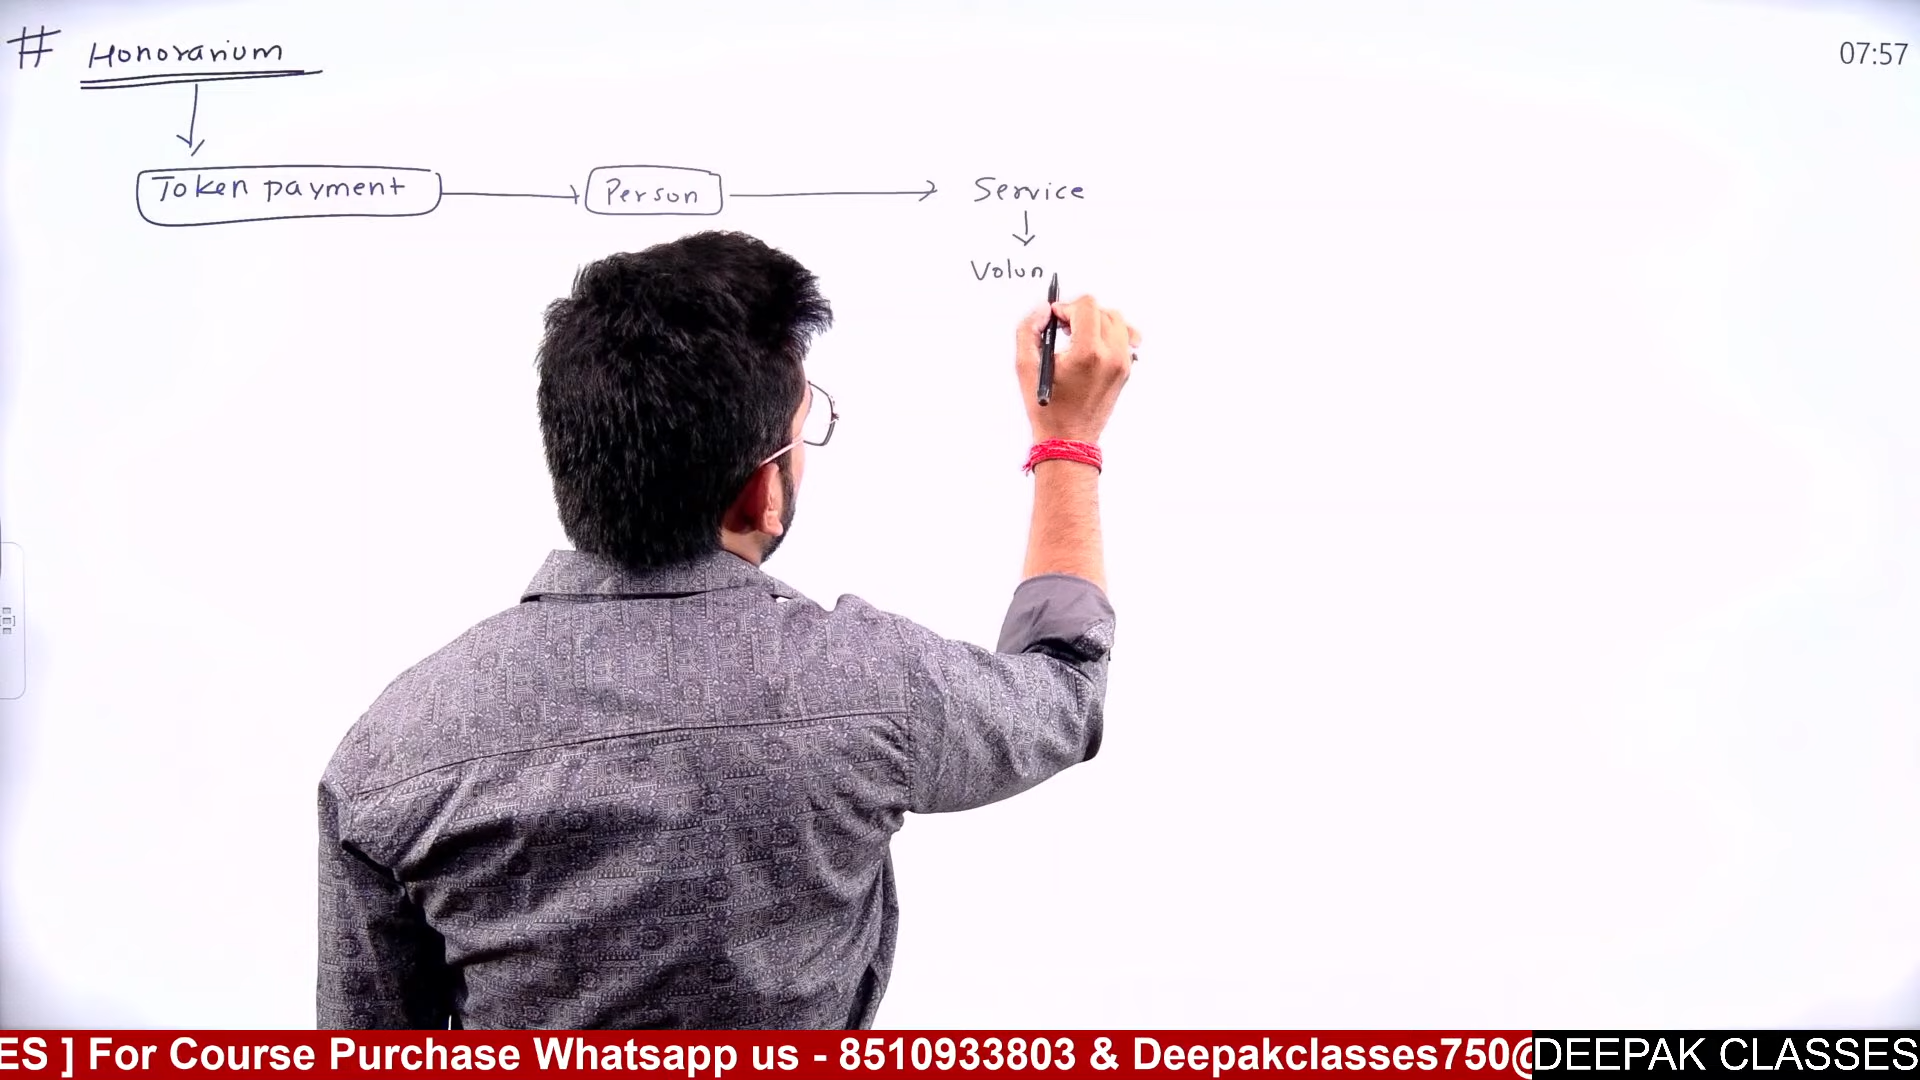 # Honorarium
07:57
Token payment Person Service
Volun
ES ] For Course Purchase Whatsapp us - 8510933803 & Deepakclasses750@
DEEPAK CLASSES